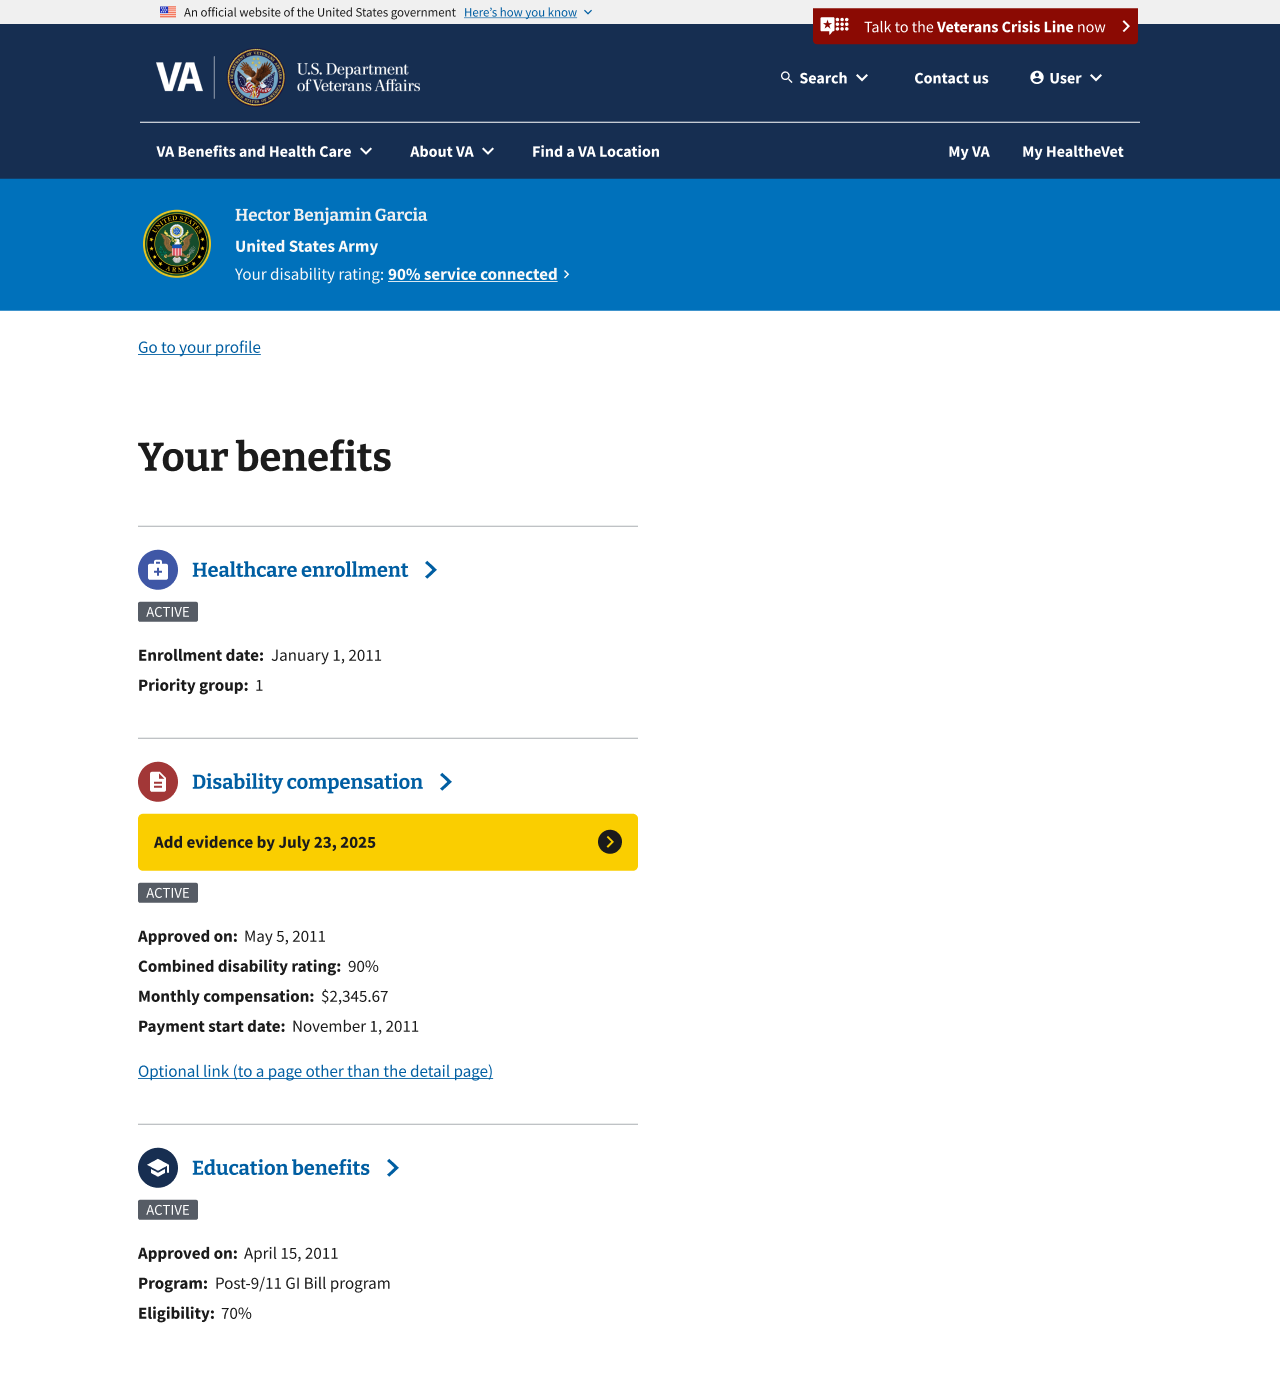 An official website of the United States government Here's how you know
Talk to the Veterans Crisis Line now
VA
U.S. Department
of Veterans Affairs
Search
Contact us
User
VA Benefits and Health Care
About VA
Find a VA Location
My VA
My HealtheVet
UNITED STATES
ARMY
Hector Benjamin Garcia
United States Army
Your disability rating: 90% service connected
Go to your profile
Your benefits
Healthcare enrollment
ACTIVE
Enrollment date: January 1, 2011
Priority group: 1
Disability compensation
Add evidence by July 23, 2025
ACTIVE
Approved on: May 5, 2011
Combined disability rating: 90%
Monthly compensation: $2,345.67
Payment start date: November 1, 2011
Optional link (to a page other than the detail page)
Education benefits
ACTIVE
Approved on: April 15, 2011
Program: Post-9/11 GI Bill program
Eligibility: 70%